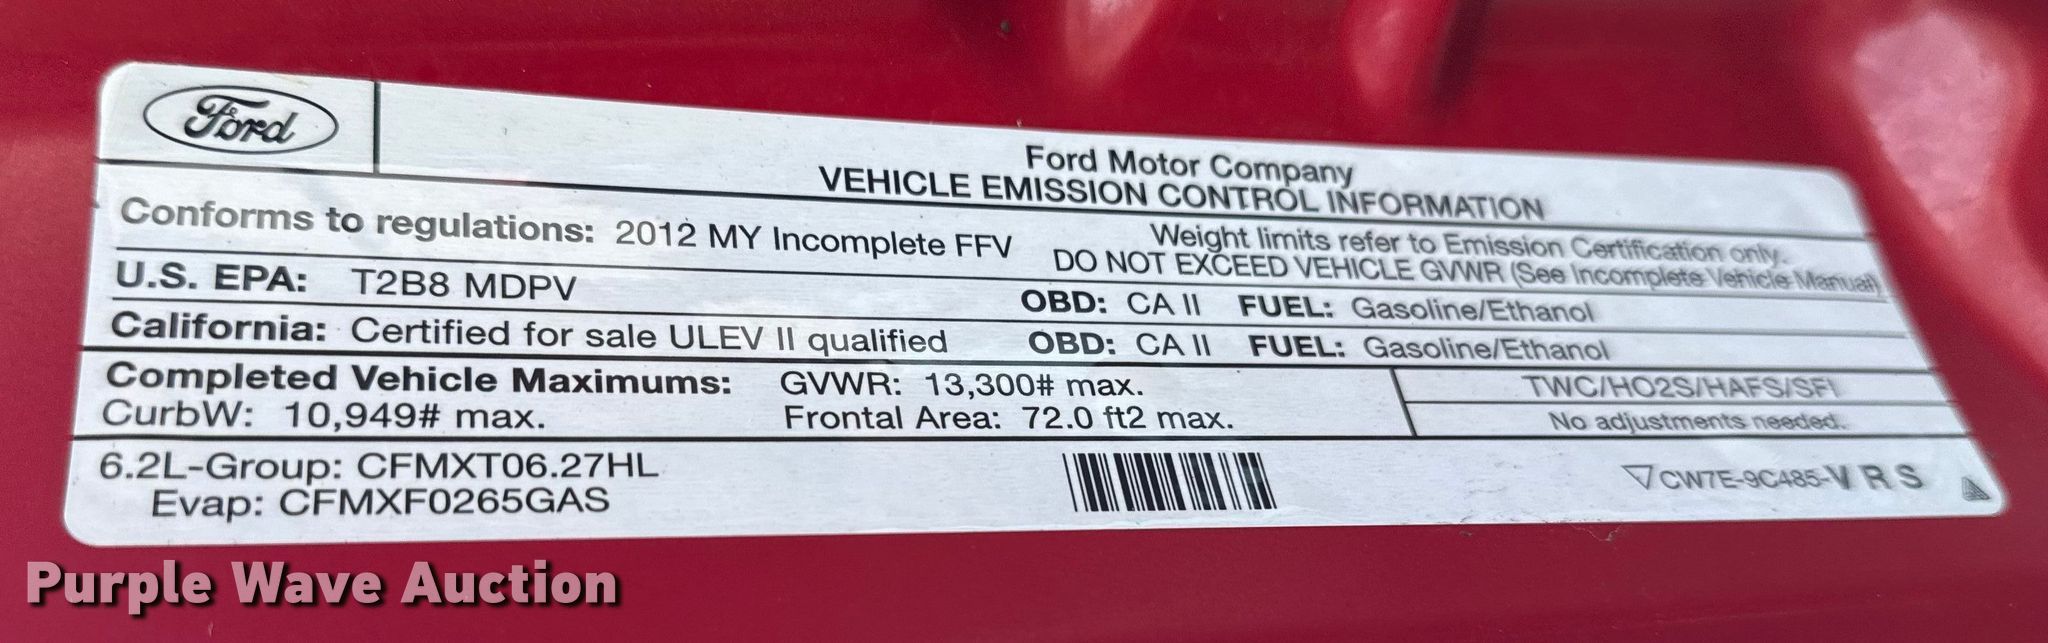 Ford
Ford Motor Company
VEHICLE EMISSION CONTROL INFORMATION
Conforms to regulations: 2012 MY Incomplete FFV
Weight limits refer to Emission Certification only.
DO NOT EXCEED VEHICLE GVWR (See Incomplete Vehicle Manual)
U.S. EPA: T2B8 MDPV OBD: CA II FUEL: Gasoline/Ethanol
California: Certified for sale ULEV II qualified OBD: CA II FUEL: Gasoline/Ethanol
Completed Vehicle Maximums: GVWR: 13,300# max.
CurbW: 10,949# max. Frontal Area: 72.0 ft2 max.
TWC/HO2S/HAFS/SFI
No adjustments needed.
6.2L-Group: CFMXT06.27HL
Evap: CFMXF0265GAS
CW7E-9C485-V R S
Purple Wave Auction